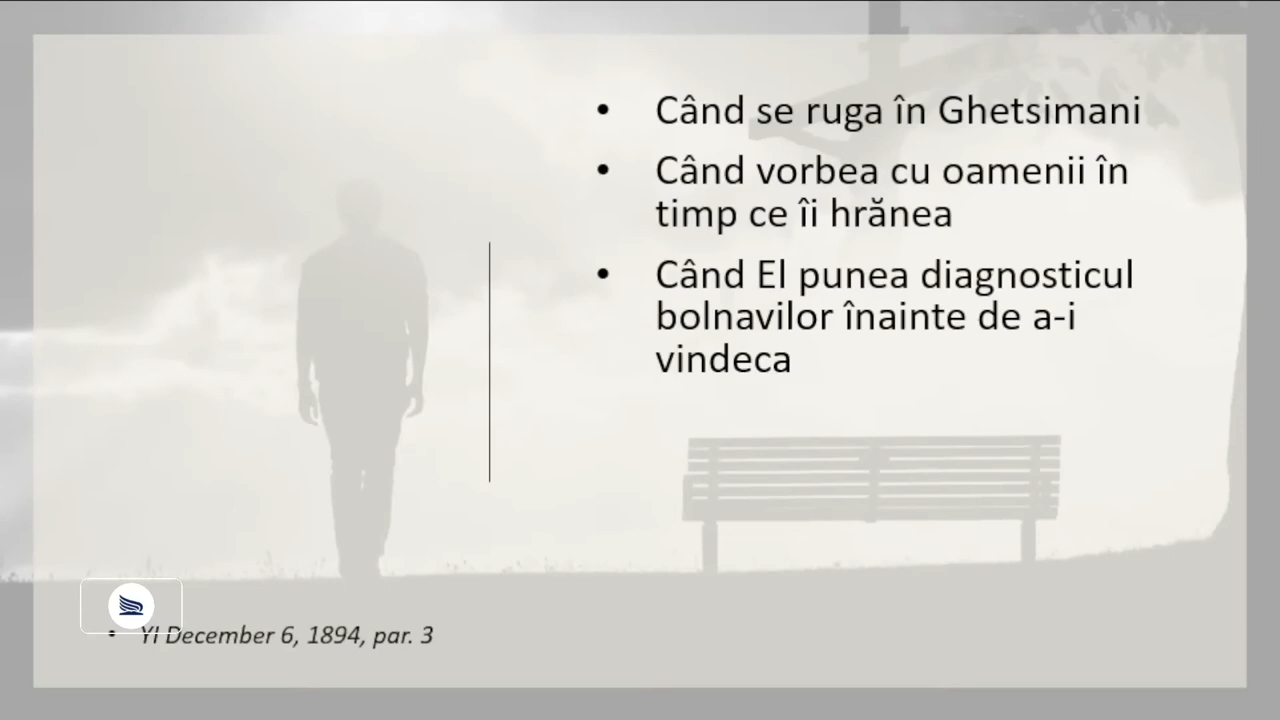 • Când se ruga în Ghetsimani
• Când vorbea cu oamenii în
timp ce îi hrănea
• Când El punea diagnosticul
bolnavilor înainte de a-i
vindeca
• YI December 6, 1894, par. 3